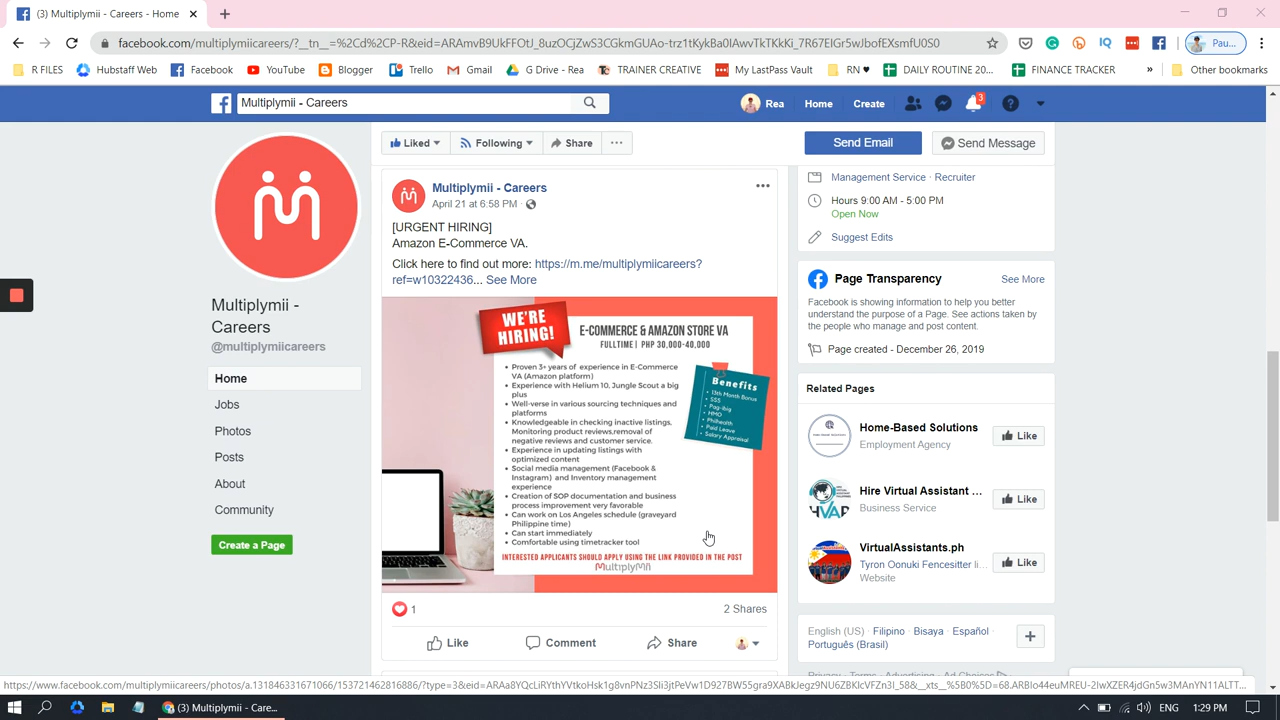 (3) Multiplymii - Careers - Home
facebook.com/multiplymiicareers/?__tn__=%2Cd%2CP-R&eid=ARAmvB9UkFFOtJ_8uzOCjZwS3CGkmGUAo-trz1tKykBa0IAwvTkTKkKi_7R67EIGr5wJbofEXsmfU0S0
Pau...
R FILES
Hubstaff Web
Facebook
YouTube
Blogger
Trello
Gmail
G Drive - Rea
TRAINER CREATIVE
My LastPass Vault
RN ♥
DAILY ROUTINE 20...
FINANCE TRACKER
»
Other bookmarks
Multiplymii - Careers
Rea
Home
Create
3
Liked
Following
Share
Send Email
Send Message
Multiplymii -
Careers
@multiplymiicareers
Home
Jobs
Photos
Posts
About
Community
Create a Page
Multiplymii - Careers
April 21 at 6:58 PM ·
[URGENT HIRING]
Amazon E-Commerce VA.
Click here to find out more: https://m.me/multiplymiicareers?
ref=w10322436... See More
WE'RE
HIRING!
E-COMMERCE & AMAZON STORE VA
FULLTIME | PHP 30,000-40,000
• Proven 3+ years of experience in E-Commerce
VA (Amazon platform)
• Experience with Helium 10, Jungle Scout a big
plus
• Well-verse in various sourcing techniques and
platforms
• Knowledgeable in checking inactive listings,
Monitoring product reviews,removal of
negative reviews and customer service.
• Experience in updating listings with
optimized content
• Social media management (Facebook &
Instagram) and Inventory management
experience
• Creation of SOP documentation and business
process improvement very favorable
• Can work on Los Angeles schedule (graveyard
Philippine time)
• Can start immediately
• Comfortable using timetracker tool
Benefits
• 13th Month Bonus
• SSS
• Pag-ibig
• HMO
• Philhealth
• Paid Leave
• Salary Appraisal
INTERESTED APPLICANTS SHOULD APPLY USING THE LINK PROVIDED IN THE POST
MultiplyMii
1
2 Shares
Like
Comment
Share
Management Service · Recruiter
Hours 9:00 AM - 5:00 PM
Open Now
Suggest Edits
Page Transparency
See More
Facebook is showing information to help you better
understand the purpose of a Page. See actions taken
by the people who manage and post content.
Page created - December 26, 2019
Related Pages
Home-Based Solutions
Employment Agency
Like
Hire Virtual Assistant ...
Business Service
Like
HVAP
VirtualAssistants.ph
Tyron Oonuki Fencesitter li...
Website
Like
English (US) · Filipino · Bisaya · Español ·
Português (Brasil)
ENG
1:29 PM
Multiplymii - Care...